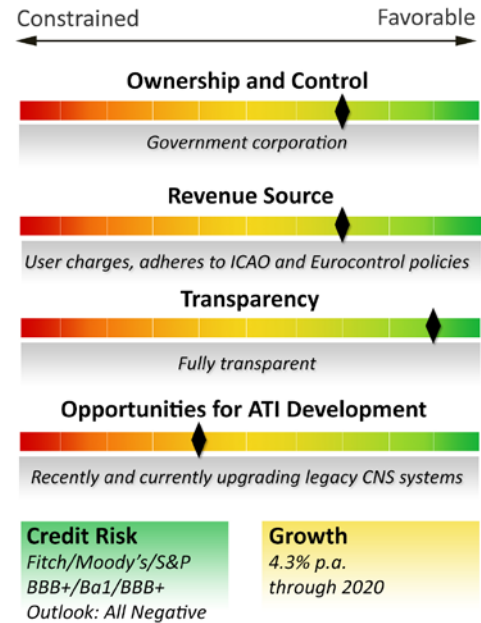 Constrained Favorable
Ownership and Control
Government corporation
Revenue Source
User charges, adheres to ICAO and Eurocontrol policies
Transparency
Fully transparent
Opportunities for ATI Development
Recently and currently upgrading legacy CNS systems
Credit Risk
Fitch/Moody's/S&P
BBB+/Ba1/BBB+
Outlook: All Negative
Growth
4.3% p.a.
through 2020